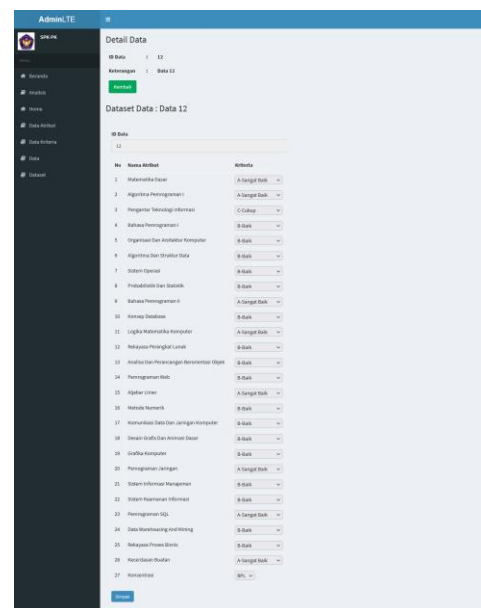 AdminLTE
SPK-PK
Menu
Beranda
Analisis
Home
Data Atribut
Data Kriteria
Data
Dataset
Detail Data
ID Data : 12
Keterangan : Data 12
Kembali
Dataset Data : Data 12
ID Data
12
No Nama Atribut Kriteria
1 Matematika Dasar A-Sangat Baik
2 Algoritma Pemrograman I A-Sangat Baik
3 Pengantar Teknologi Informasi C-Cukup
4 Bahasa Pemrograman I B-Baik
5 Organisasi Dan Arsitektur Komputer B-Baik
6 Algoritma Dan Struktur Data B-Baik
7 Sistem Operasi B-Baik
8 Probabilistik Dan Statistik B-Baik
9 Bahasa Pemrograman II A-Sangat Baik
10 Konsep Database B-Baik
11 Logika Matematika Komputer A-Sangat Baik
12 Rekayasa Perangkat Lunak B-Baik
13 Analisa Dan Perancangan Berorientasi Objek B-Baik
14 Pemrograman Web B-Baik
15 Aljabar Linier A-Sangat Baik
16 Metode Numerik B-Baik
17 Komunikasi Data Dan Jaringan Komputer B-Baik
18 Desain Grafis Dan Animasi Dasar B-Baik
19 Grafika Komputer B-Baik
20 Pemrograman Jaringan A-Sangat Baik
21 Sistem Informasi Manajemen B-Baik
22 Sistem Keamanan Informasi B-Baik
23 Pemrograman SQL A-Sangat Baik
24 Data Warehousing And Mining B-Baik
25 Rekayasa Proses Bisnis B-Baik
26 Kecerdasan Buatan A-Sangat Baik
27 Konsentrasi RPL
Simpan